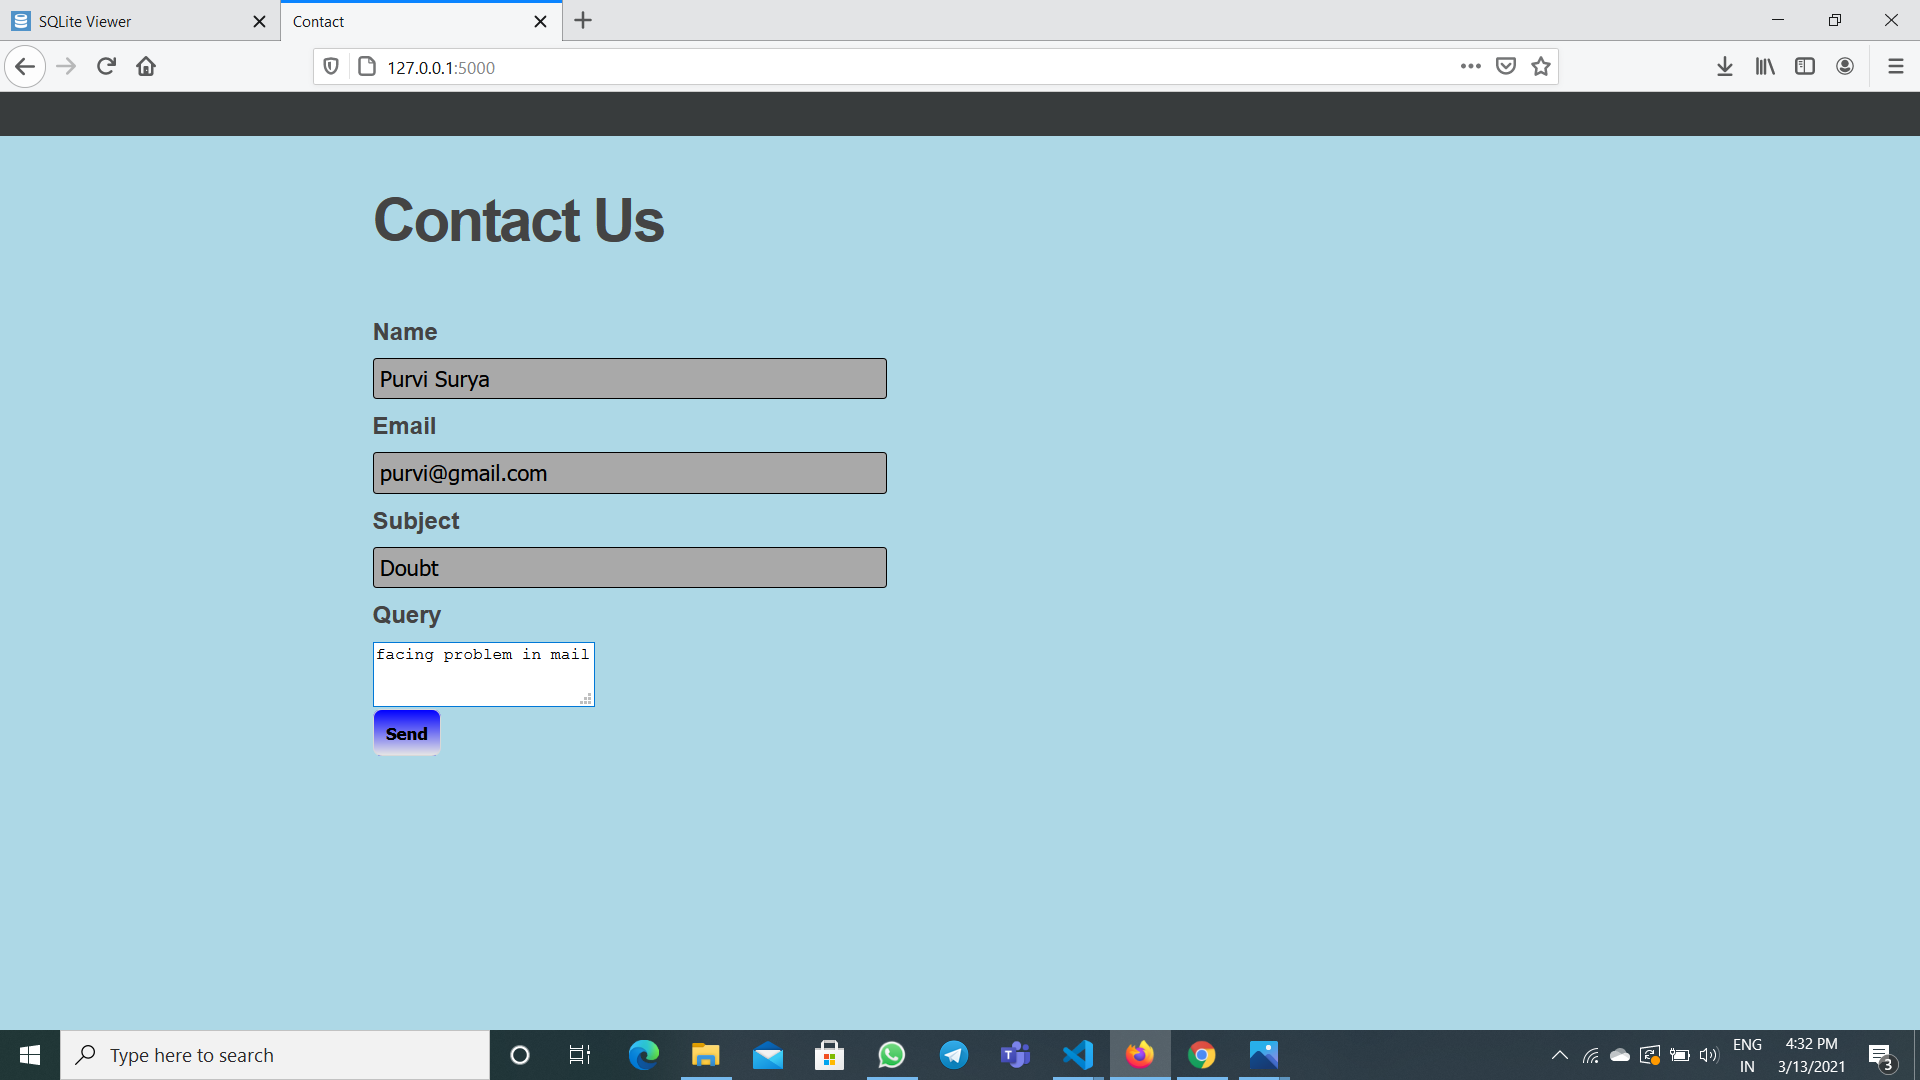 SQLite Viewer
Contact
127.0.0.1:5000
Contact Us
Name
Purvi Surya
Email
purvi@gmail.com
Subject
Doubt
Query
facing problem in mail
Send
Type here to search
ENG
IN
4:32 PM
3/13/2021
3